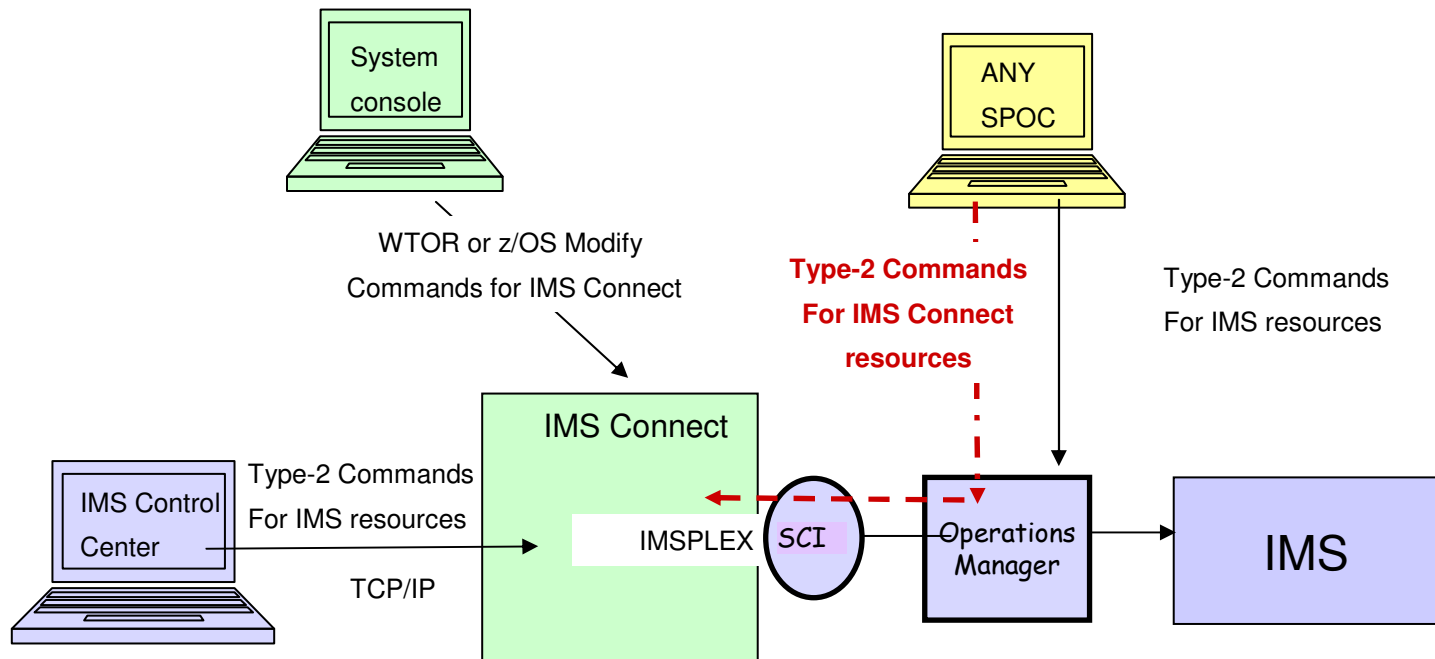 System
console
ANY
SPOC
WTOR or z/OS Modify
Commands for IMS Connect
Type-2 Commands
For IMS Connect
resources
Type-2 Commands
For IMS resources
IMS Connect
IMS Control
Center
Type-2 Commands
For IMS resources
TCP/IP
IMSPLEX
SCI
Operations
Manager
IMS